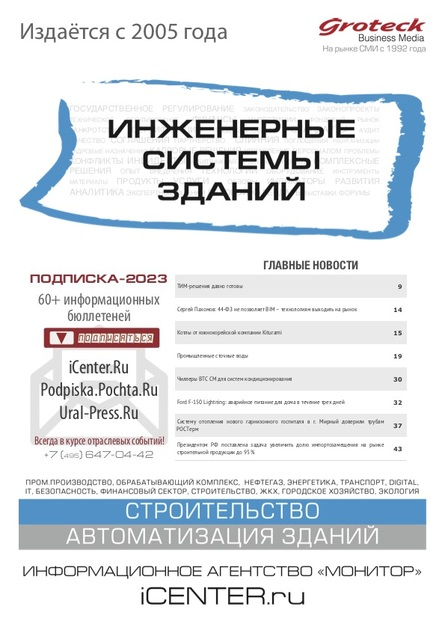 Издаётся с 2005 года
Groteck
Business Media
На рынке СМИ с 1992 года
ГОСУДАРСТВЕННОЕ РЕГУЛИРОВАНИЕ ЗАКОНОДАТЕЛЬСТВО ЗАКОНОПРОЕКТЫ
ИНЖЕНЕРНЫЕ
СИСТЕМЫ
ЗДАНИЙ
ПОДПИСКА-2023
60+ информационных
бюллетеней
ПОДПИСАТЬСЯ
iCenter.Ru
Podpiska.Pochta.Ru
Ural-Press.Ru
Всегда в курсе отраслевых событий!
+7 (495) 647-04-42
ГЛАВНЫЕ НОВОСТИ
ТИМ-решения давно готовы 9
Сергей Пахомов: 44-ФЗ не позволяет BIM – технологиям выходить на рынок 14
Котлы от южнокорейской компании Kiturami 15
Промышленные сточные воды 19
Чиллеры ВТС СМ для систем кондиционирования 30
Ford F-150 Lightning: аварийное питание для дома в течение трех дней 32
Систему отопления нового гарнизонного госпиталя в г. Мирный доверили трубам
РОСТерм 37
Президентом РФ поставлена задача увеличить долю импортозамещения на рынке
строительной продукции до 95% 43
ПРОМ.ПРОИЗВОДСТВО, ОБРАБАТЫВАЮЩИЙ КОМПЛЕКС, НЕФТЕГАЗ, ЭНЕРГЕТИКА, ТРАНСПОРТ, DIGITAL,
IT, БЕЗОПАСНОСТЬ, ФИНАНСОВЫЙ СЕКТОР, СТРОИТЕЛЬСТВО, ЖКХ, ГОРОДСКОЕ ХОЗЯЙСТВО, ЭКОЛОГИЯ
СТРОИТЕЛЬСТВО
АВТОМАТИЗАЦИЯ ЗДАНИЙ
ИНФОРМАЦИОННОЕ АГЕНТСТВО «МОНИТОР»
iCENTER.ru